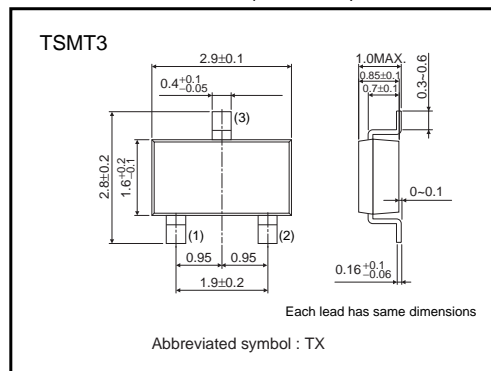 TSMT3
2.9±0.1
0.4 +0.1 -0.05
(3)
2.8±0.2
1.6 +0.2 -0.1
(1)
(2)
0.95
0.95
1.9±0.2
1.0MAX.
0.85±0.1
0.7±0.1
0.3~0.6
0~0.1
0.16 +0.1 -0.06
Each lead has same dimensions
Abbreviated symbol : TX